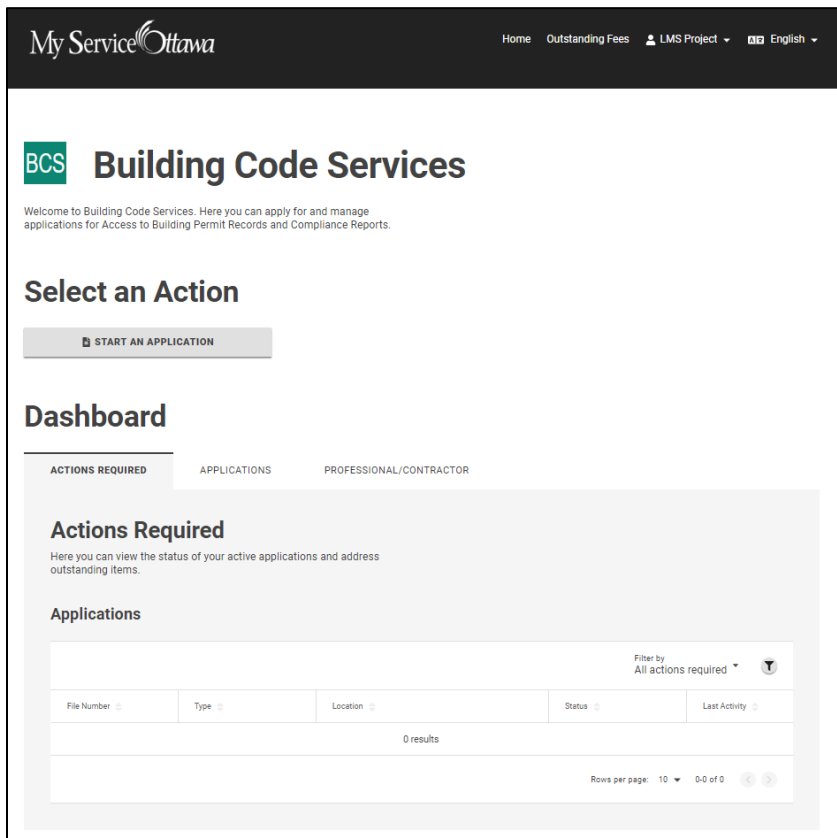 My Service Ottawa
Home Outstanding Fees LMS Project English
BCS Building Code Services
Welcome to Building Code Services. Here you can apply for and manage
applications for Access to Building Permit Records and Compliance Reports.
Select an Action
START AN APPLICATION
Dashboard
ACTIONS REQUIRED APPLICATIONS PROFESSIONAL/CONTRACTOR
Actions Required
Here you can view the status of your active applications and address
outstanding items.
Applications
Filter by
All actions required
File Number Type Location Status Last Activity
0 results
Rows per page: 10 0-0 of 0